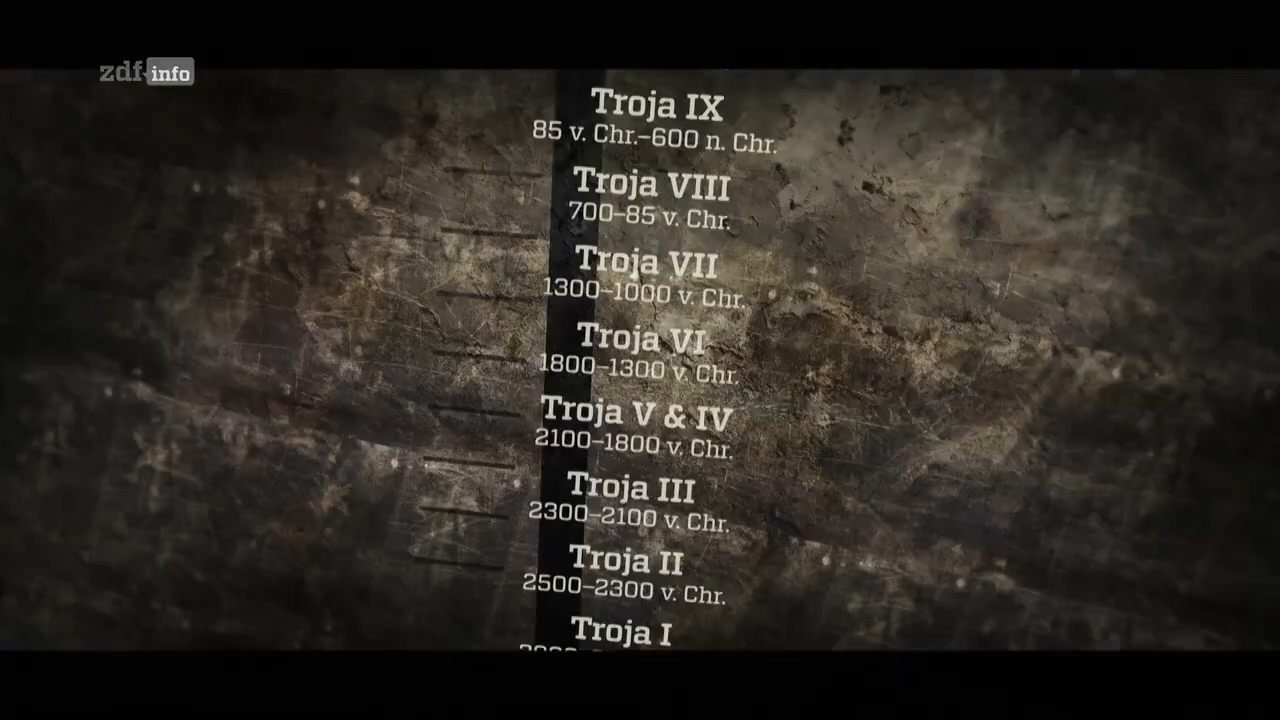 zdf info
Troja IX
85 v. Chr.–600 n. Chr.
Troja VIII
700–85 v. Chr.
Troja VII
1300–1000 v. Chr.
Troja VI
1800–1300 v. Chr.
Troja V & IV
2100–1800 v. Chr.
Troja III
2300–2100 v. Chr.
Troja II
2500–2300 v. Chr.
Troja I